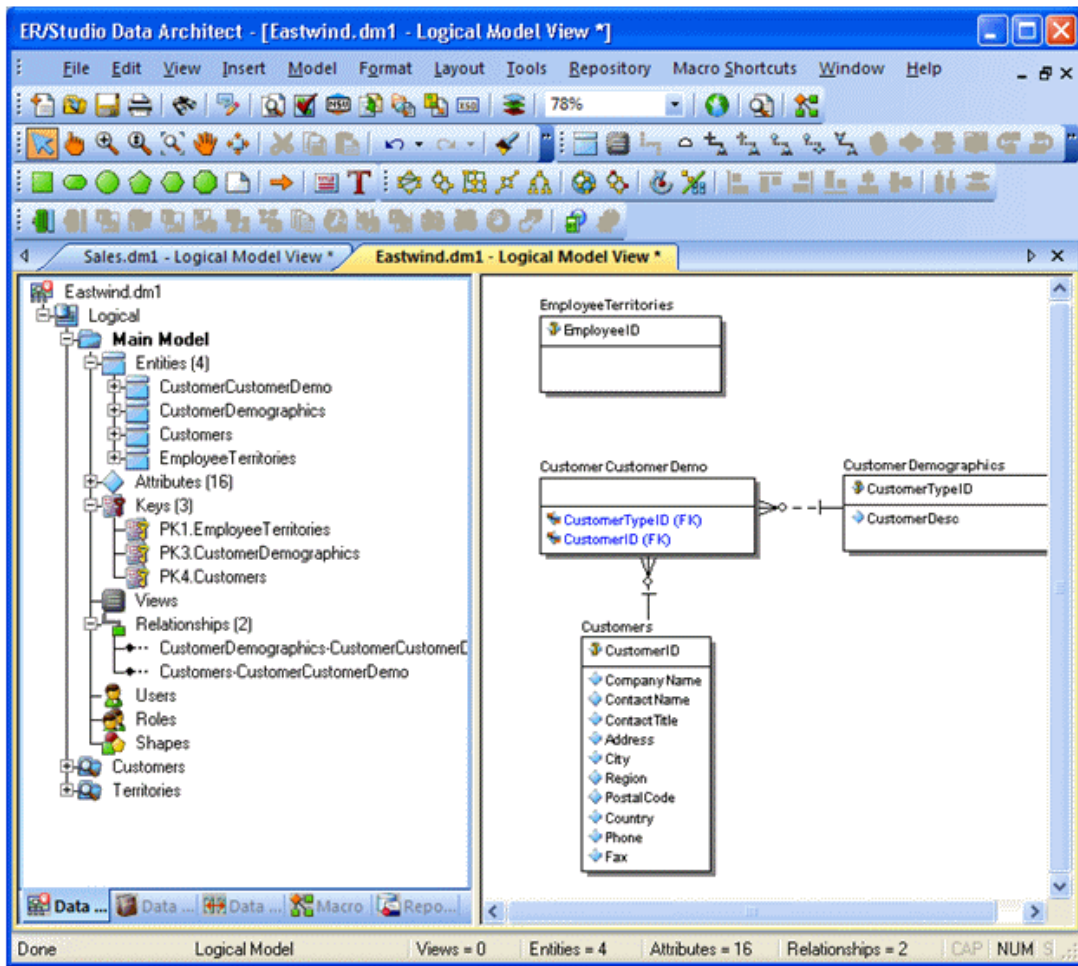 ER/Studio Data Architect - [Eastwind.dm1 - Logical Model View *]
File Edit View Insert Model Format Layout Tools Repository Macro Shortcuts Window Help
78%
Sales.dm1 - Logical Model View * Eastwind.dm1 - Logical Model View *
Eastwind.dm1
Logical
Main Model
Entities (4)
CustomerCustomerDemo
CustomerDemographics
Customers
EmployeeTerritories
Attributes (16)
Keys (3)
PK1.EmployeeTerritories
PK3.CustomerDemographics
PK4.Customers
Views
Relationships (2)
CustomerDemographics-CustomerCustomerD
Customers-CustomerCustomerDemo
Users
Roles
Shapes
Customers
Territories
EmployeeTerritories
EmployeeID
CustomerCustomerDemo
CustomerTypeID (FK)
CustomerID (FK)
CustomerDemographics
CustomerTypeID
CustomerDesc
Customers
CustomerID
CompanyName
ContactName
ContactTitle
Address
City
Region
PostalCode
Country
Phone
Fax
Data ... Data ... Data ... Macro Repo...
Done Logical Model Views = 0 Entities = 4 Attributes = 16 Relationships = 2 CAP NUM S